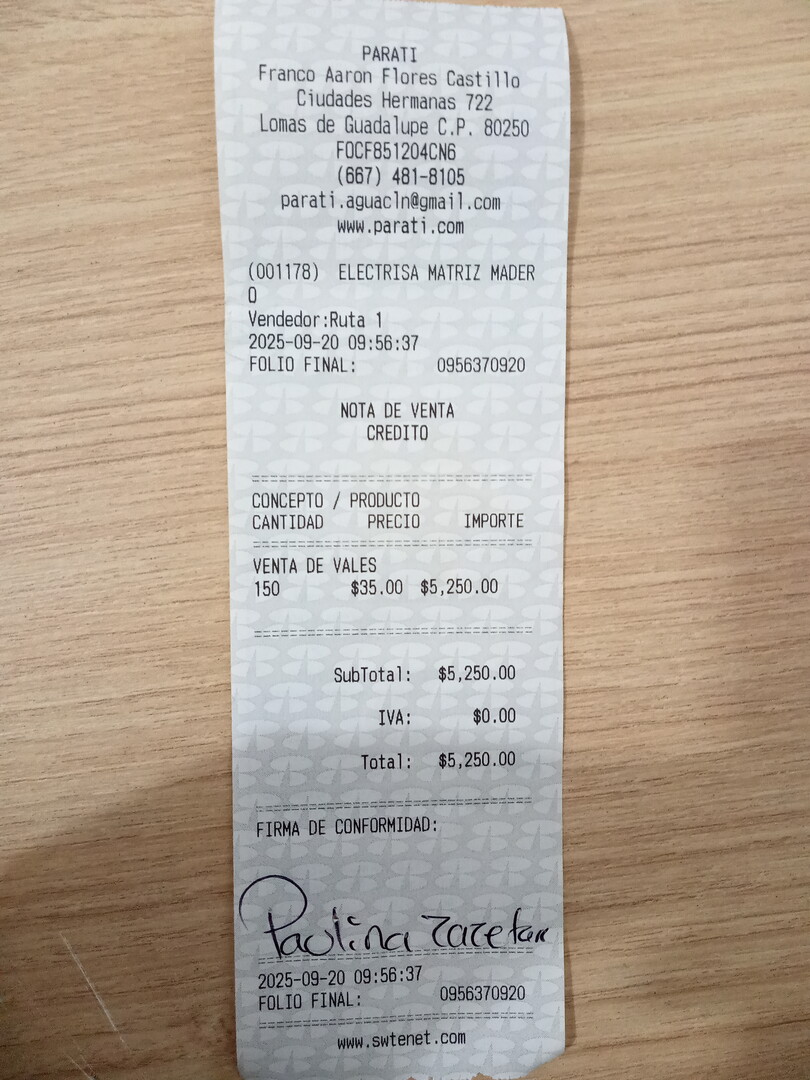 PARATI
Franco Aaron Flores Castillo
Ciudades Hermanas 722
Lomas de Guadalupe C.P. 80250
FOCF851204CN6
(667) 481-8105
parati.aguacln@gmail.com
www.parati.com
(001178) ELECTRISA MATRIZ MADER
O
Vendedor:Ruta 1
2025-09-20 09:56:37
FOLIO FINAL: 0956370920
NOTA DE VENTA
CREDITO
CONCEPTO / PRODUCTO
CANTIDAD PRECIO IMPORTE
VENTA DE VALES
150 $35.00 $5,250.00
SubTotal: $5,250.00
IVA: $0.00
Total: $5,250.00
FIRMA DE CONFORMIDAD:
Paulina
2025-09-20 09:56:37
FOLIO FINAL: 0956370920
www.swtenet.com